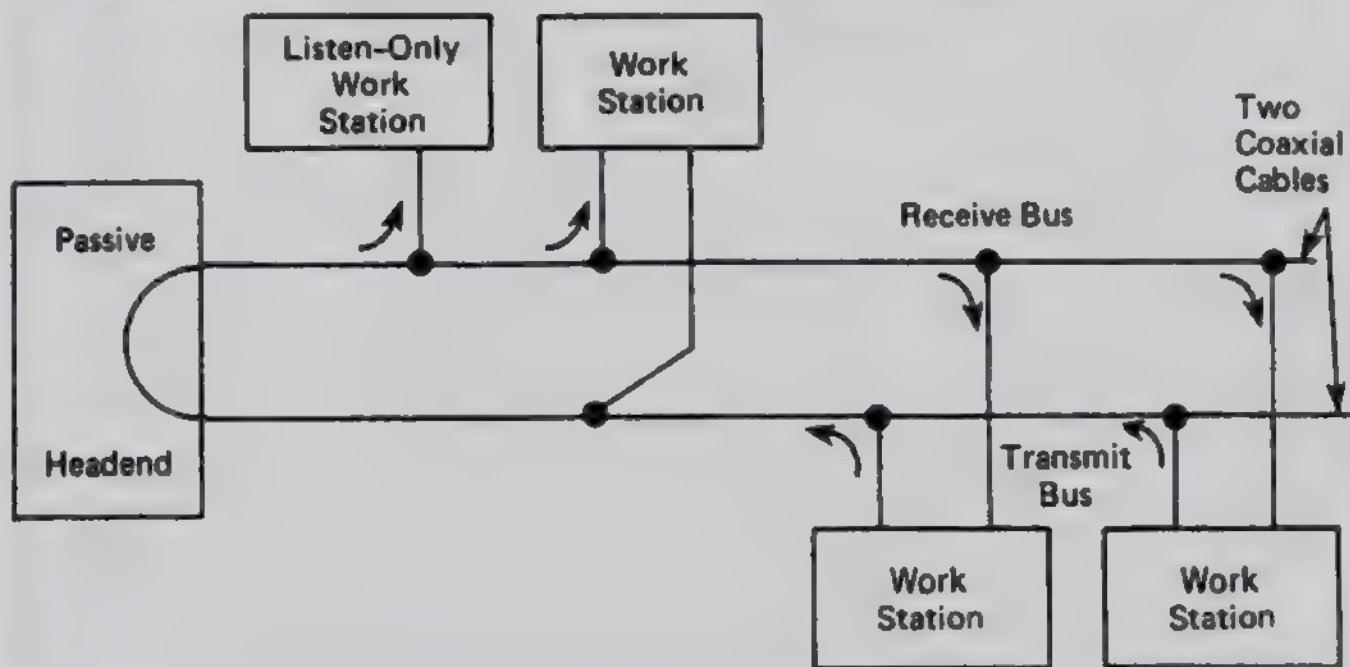 Listen-Only
Work
Station
Work
Station
Two
Coaxial
Cables
Passive
Receive Bus
Headend
Transmit
Bus
Work
Station
Work
Station